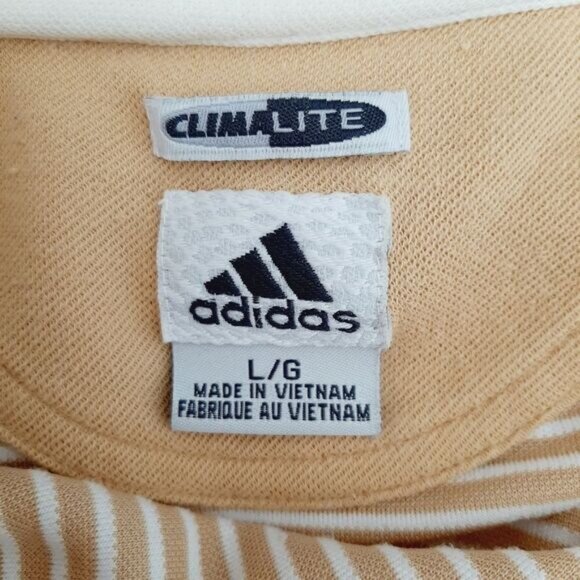 CLIMALITE
adidas
L/G
MADE IN VIETNAM
FABRIQUE AU VIETNAM